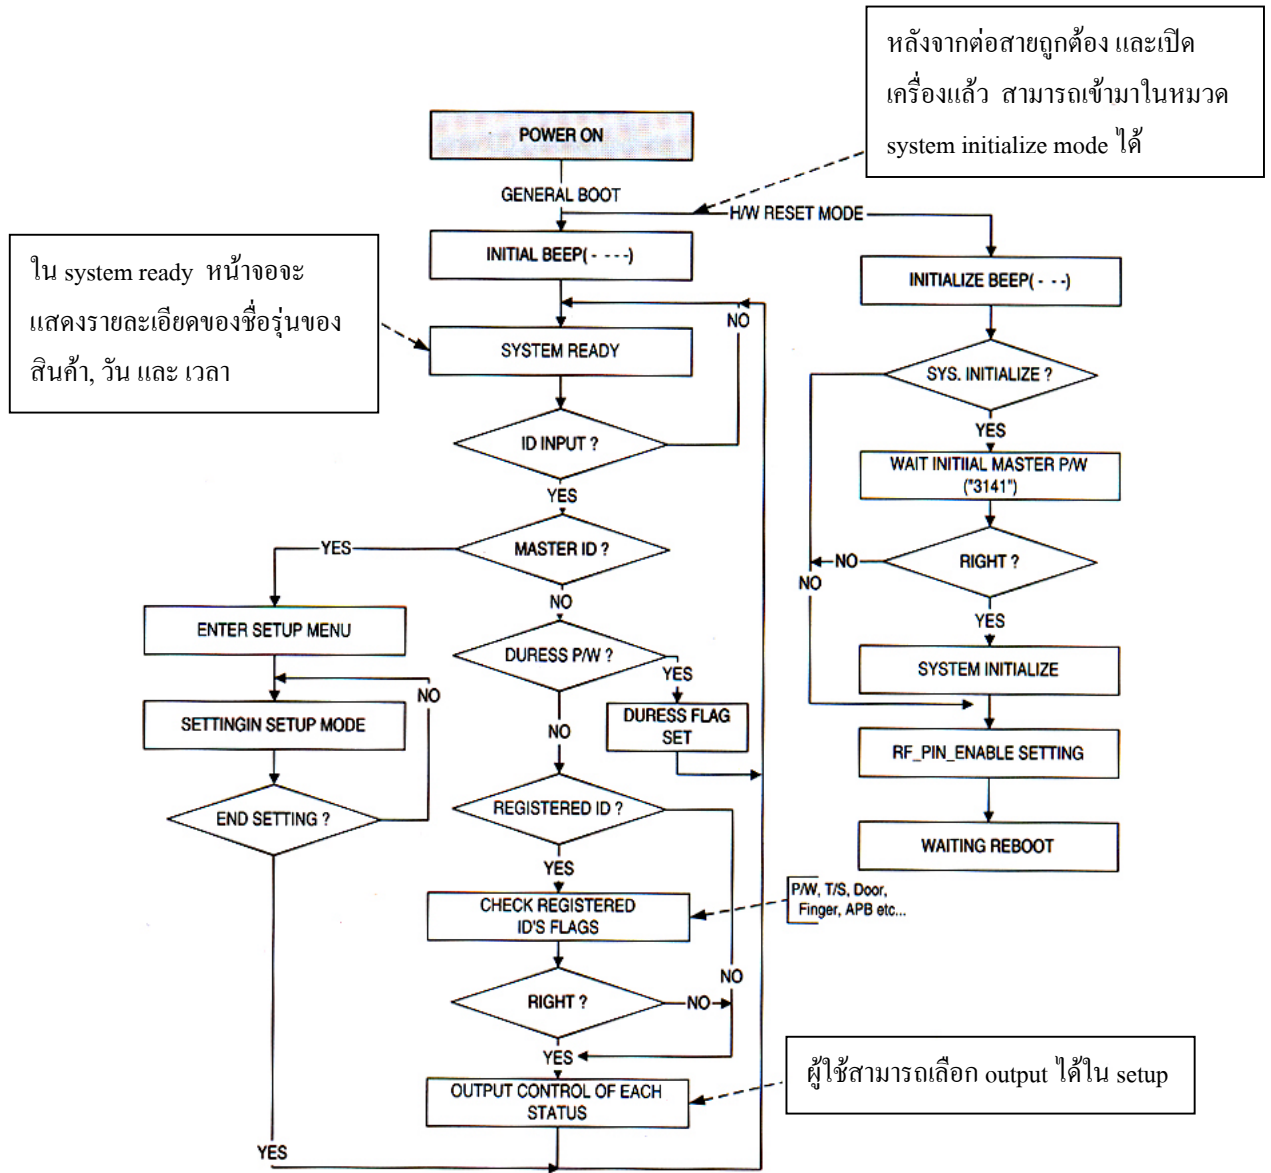 หลังจากต่อสายถูกต้อง และเปิด
เครื่องแล้ว สามารถเข้ามาในหมวด
system initialize mode ได้
POWER ON
GENERAL BOOT
H/W RESET MODE
INITIAL BEEP(- ---)
INITIALIZE BEEP(- --)
ใน system ready หน้าจอจะ
แสดงรายละเอียดของชื่อรุ่นของ
สินค้า, วัน และ เวลา
NO
SYSTEM READY
SYS. INITIALIZE ?
YES
ID INPUT ?
YES
WAIT INITIIAL MASTER P/W
("3141")
YES
MASTER ID ?
NO
RIGHT ?
NO
NO
YES
ENTER SETUP MENU
DURESS P/W ?
YES
SYSTEM INITIALIZE
NO
SETTINGIN SETUP MODE
DURESS FLAG
SET
NO
RF_PIN_ENABLE SETTING
END SETTING ?
REGISTERED ID ?
WAITING REBOOT
YES
P/W, T/S, Door,
Finger, APB etc...
CHECK REGISTERED
ID'S FLAGS
NO
RIGHT ?
NO
YES
ผู้ใช้สามารถเลือก output ได้ใน setup
OUTPUT CONTROL OF EACH
STATUS
YES